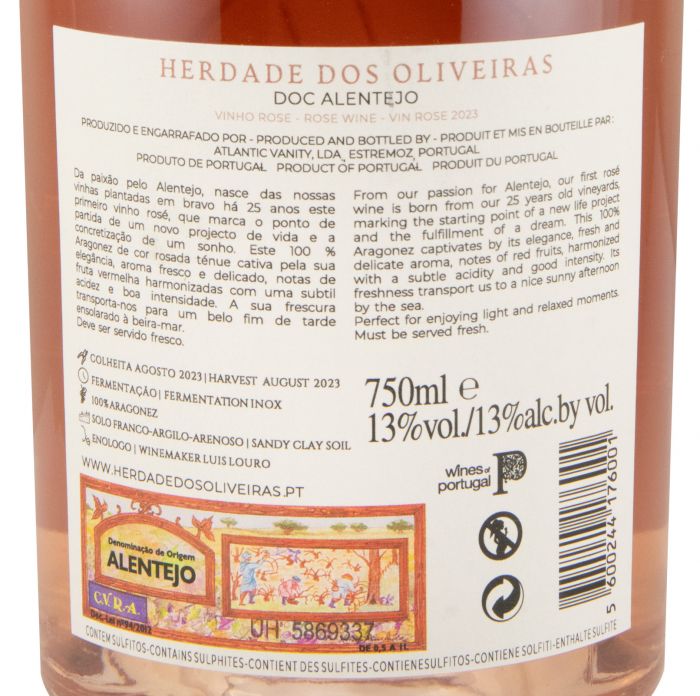 HERDADE DOS OLIVEIRAS
DOC ALENTEJO
VINHO ROSE - ROSE WINE - VIN ROSE 2023
PRODUZIDO E ENGARRAFADO POR - PRODUCED AND BOTTLED BY - PRODUIT ET MIS EN BOUTEILLE PAR:
ATLANTIC VANITY, LDA, ESTREMOZ, PORTUGAL
PRODUTO DE PORTUGAL PRODUCT OF PORTUGAL PRODUIT DU PORTUGAL
Da paixão pelo Alentejo, nasce das nossas
vinhas plantadas em bravo há 25 anos este
primeiro vinho rosé, que marca o ponto de
partida de um novo projecto de vida e a
concretização de um sonho. Este 100 %
Aragonez de cor rosada ténue cativa pela sua
elegância, aroma fresco e delicado, notas de
fruta vermelha harmonizadas com uma subtil
acidez e boa intensidade. A sua frescura
transporta-nos para um belo fim de tarde
ensolarado à beira-mar.
Deve ser servido fresco.
From our passion for Alentejo, our first rosé
wine is born from our 25 years old vineyards,
marking the starting point of a new life project
and the fulfillment of a dream. This 100%
Aragonez captivates by its elegance, fresh and
delicate aroma, notes of red fruits, harmonized
with a subtle acidity and good intensity. Its
freshness transport us to a nice sunny afternoon
by the sea.
Perfect for enjoying light and relaxed moments.
Must be served fresh.
COLHEITA AGOSTO 2023 | HARVEST AUGUST 2023
FERMENTAÇÃO | FERMENTATION INOX
100% ARAGONEZ
SOLO FRANCO-ARGILO-ARENOSO | SANDY CLAY SOIL
ENOLOGO | WINEMAKER LUIS LOURO
WWW.HERDADEDOSOLIVEIRAS.PT
750ml e
13%vol./13%alc.by vol.
wines of
portugal
P
5 600244 176001
Denominação de Origem
ALENTEJO
C.V.R.A.
Dec.-Lei nº94/2012
UH 5869337
DE 0,5 A 1L
CONTEM SULFITOS-CONTAINS SULPHITES-CONTIENT DES SULFITES-CONTIENE SULFITOS-CONTIENE SOLFITI-ENTHALTE SULFITE